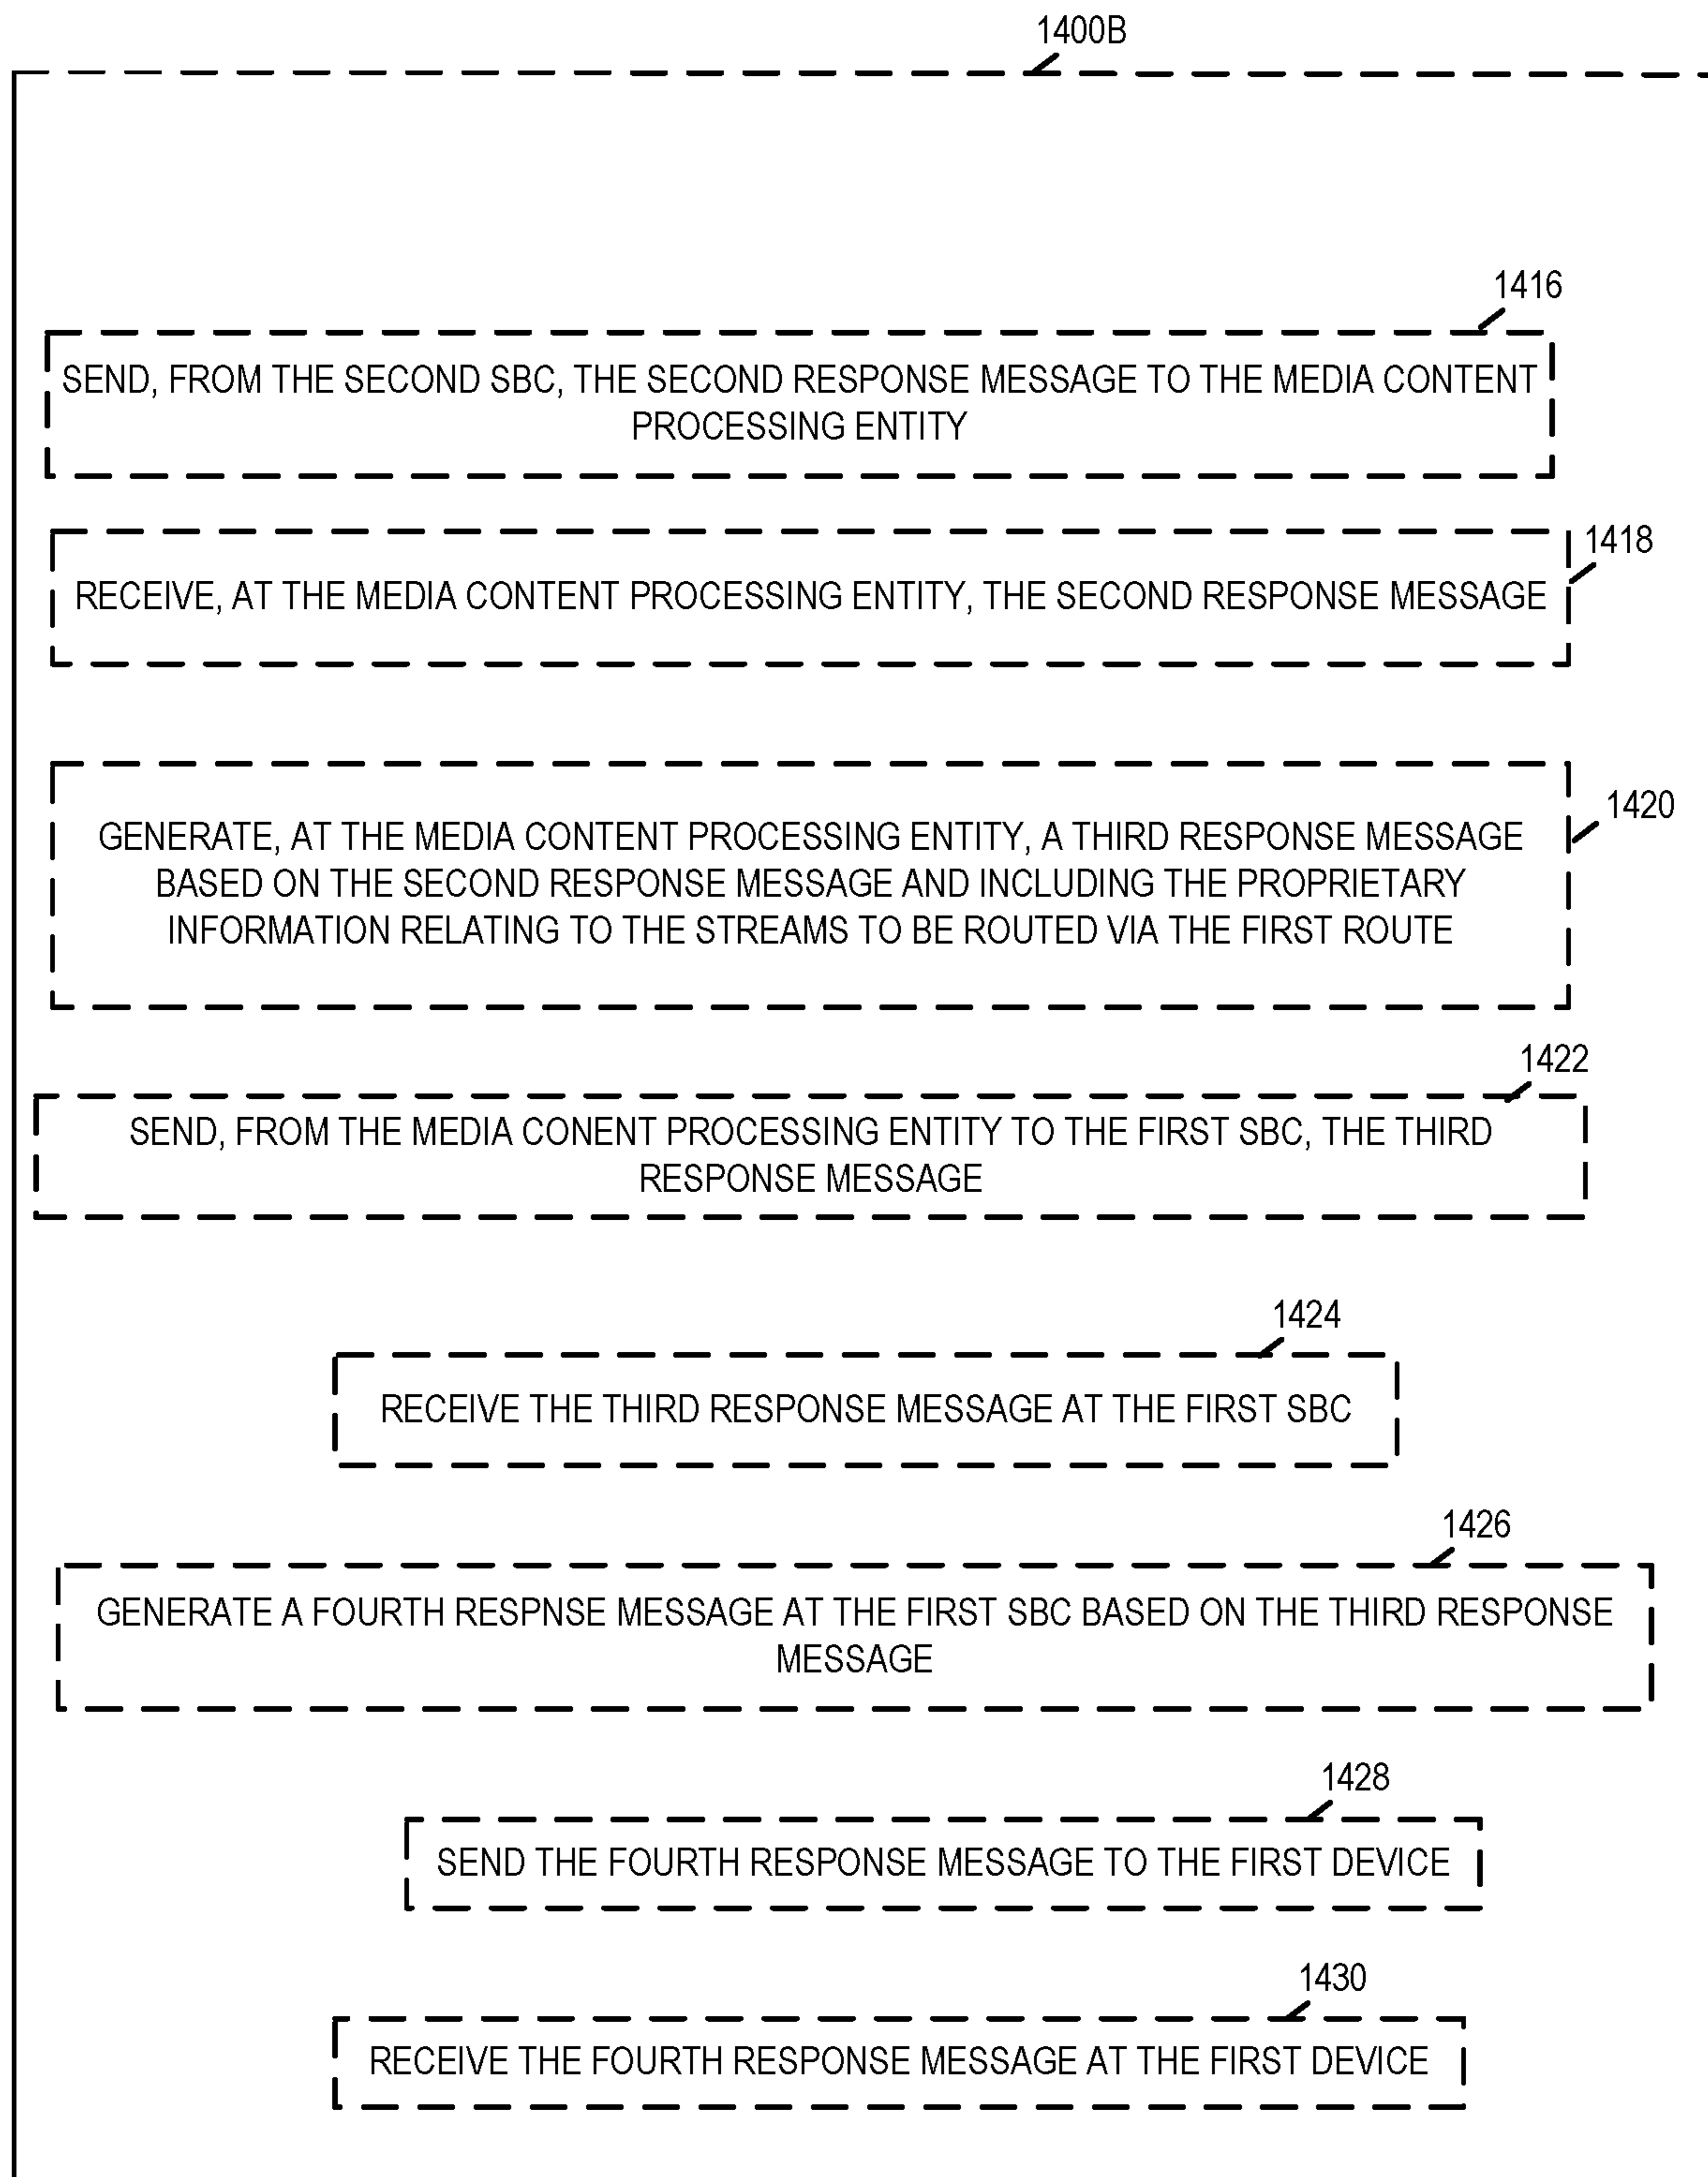 1400B
1416
SEND, FROM THE SECOND SBC, THE SECOND RESPONSE MESSAGE TO THE MEDIA CONTENT
PROCESSING ENTITY
1418
RECEIVE, AT THE MEDIA CONTENT PROCESSING ENTITY, THE SECOND RESPONSE MESSAGE
1420
GENERATE, AT THE MEDIA CONTENT PROCESSING ENTITY, A THIRD RESPONSE MESSAGE
BASED ON THE SECOND RESPONSE MESSAGE AND INCLUDING THE PROPRIETARY
INFORMATION RELATING TO THE STREAMS TO BE ROUTED VIA THE FIRST ROUTE
1422
SEND, FROM THE MEDIA CONENT PROCESSING ENTITY TO THE FIRST SBC, THE THIRD
RESPONSE MESSAGE
1424
RECEIVE THE THIRD RESPONSE MESSAGE AT THE FIRST SBC
1426
GENERATE A FOURTH RESPNSE MESSAGE AT THE FIRST SBC BASED ON THE THIRD RESPONSE
MESSAGE
1428
SEND THE FOURTH RESPONSE MESSAGE TO THE FIRST DEVICE
1430
RECEIVE THE FOURTH RESPONSE MESSAGE AT THE FIRST DEVICE